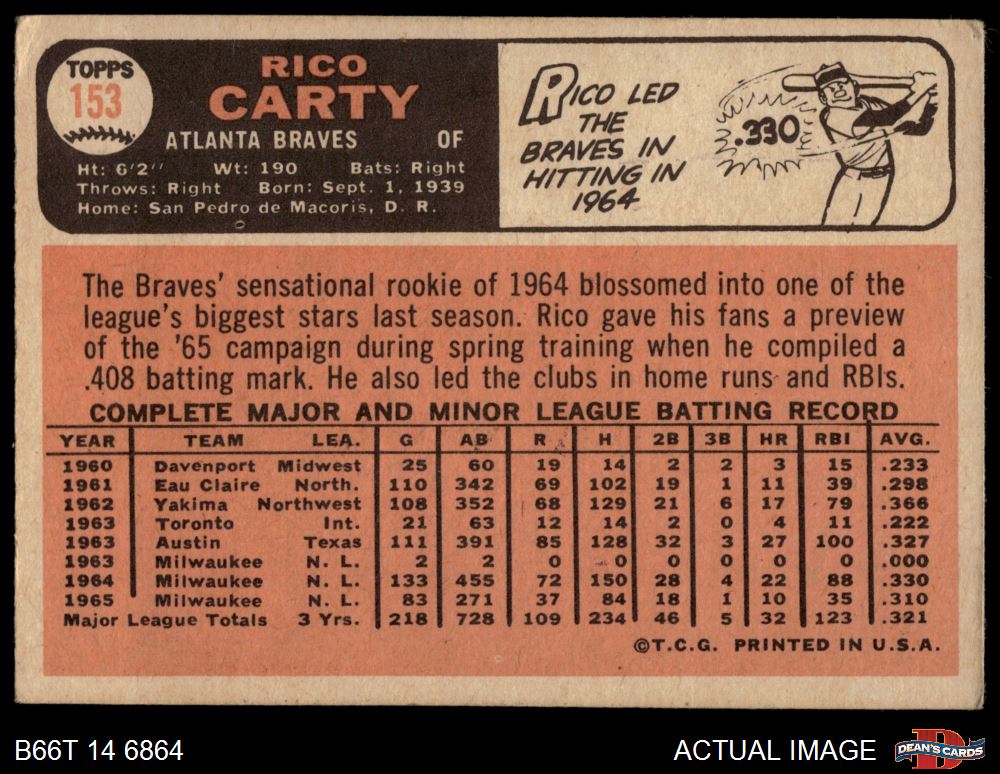 TOPPS
153
RICO
CARTY
ATLANTA BRAVES OF
Ht: 6'2" Wt: 190 Bats: Right
Throws: Right Born: Sept. 1, 1939
Home: San Pedro de Macoris, D. R.
RICO LED
THE
BRAVES IN
HITTING IN
1964
.330
The Braves' sensational rookie of 1964 blossomed into one of the
league's biggest stars last season. Rico gave his fans a preview
of the '65 campaign during spring training when he compiled a
.408 batting mark. He also led the clubs in home runs and RBIs.
COMPLETE MAJOR AND MINOR LEAGUE BATTING RECORD
YEAR TEAM LEA. G AB R H 2B 3B HR RBI AVG.
1960 Davenport Midwest 25 60 19 14 2 2 3 15 .233
1961 Eau Claire North. 110 342 69 102 19 1 11 39 .298
1962 Yakima Northwest 108 352 68 129 21 6 17 79 .366
1963 Toronto Int. 21 63 12 14 2 0 4 11 .222
1963 Austin Texas 111 391 85 128 32 3 27 100 .327
1963 Milwaukee N. L. 2 2 0 0 0 0 0 0 .000
1964 Milwaukee N. L. 133 455 72 150 28 4 22 88 .330
1965 Milwaukee N. L. 83 271 37 84 18 1 10 35 .310
Major League Totals 3 Yrs. 218 728 109 234 46 5 32 123 .321
©T.C.G. PRINTED IN U.S.A.
B66T 14 6864
ACTUAL IMAGE
DEAN'S CARDS